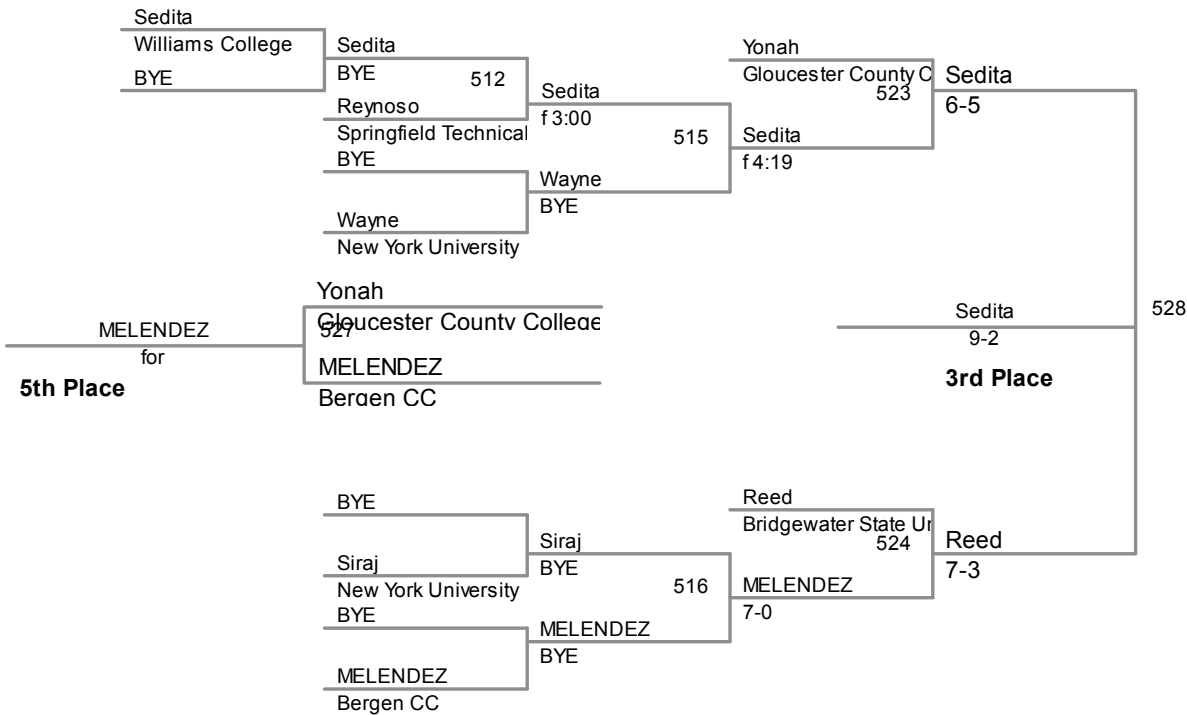 Sedita
Williams College
BYE
Sedita
BYE
512
Reynoso
Springfield Technical
BYE
Wayne
New York University
Sedita
f 3:00
515
Wayne
BYE
Yonah
Gloucester County C
523
Sedita
f 4:19
Sedita
6-5
Yonah
Gloucester County College
527
MELENDEZ
Bergen CC
MELENDEZ
for
5th Place
Sedita
9-2
528
3rd Place
BYE
Siraj
New York University
BYE
MELENDEZ
Bergen CC
Siraj
BYE
516
MELENDEZ
BYE
Reed
Bridgewater State Un
524
MELENDEZ
7-0
Reed
7-3